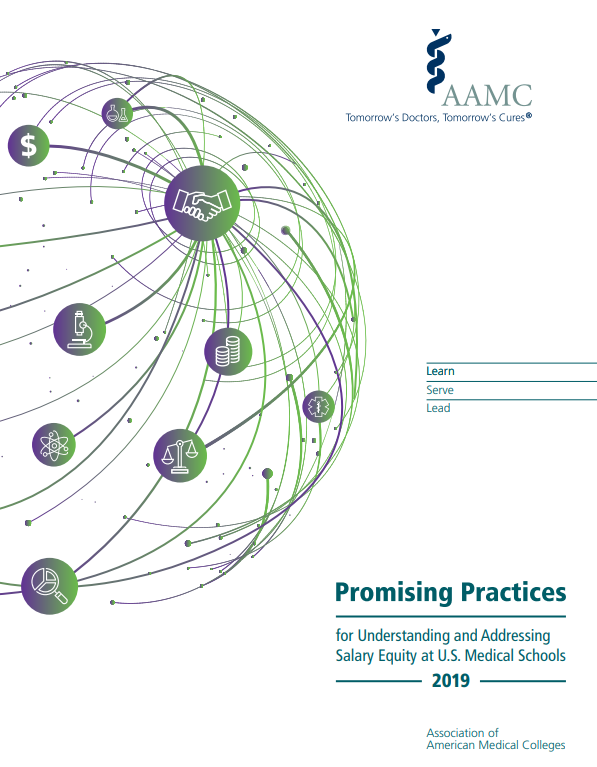 AAMC
Tomorrow's Doctors, Tomorrow's Cures®
$
Learn
Serve
Lead
Promising Practices
for Understanding and Addressing
Salary Equity at U.S. Medical Schools
2019
Association of
American Medical Colleges